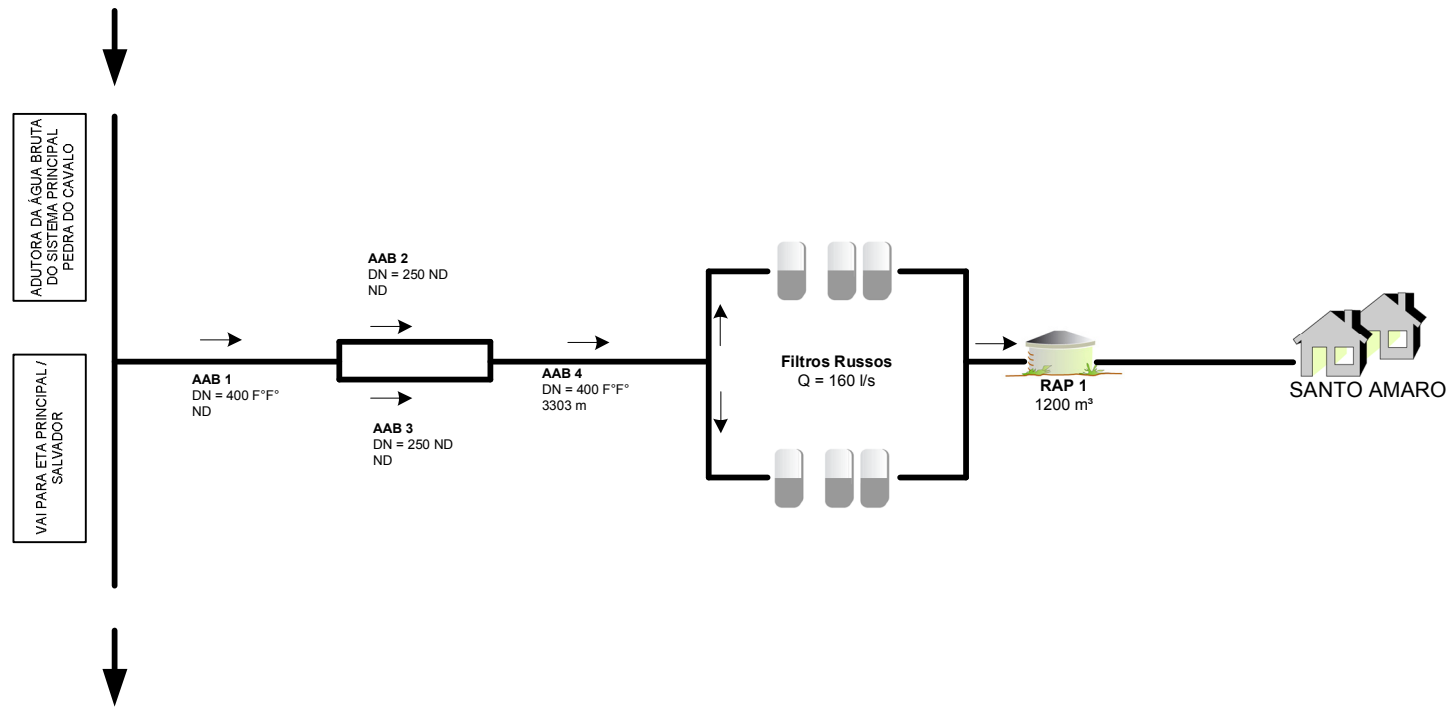 ADUTORA DA ÁGUA BRUTA
DO SISTEMA PRINCIPAL
PEDRA DO CAVALO
VAI PARA ETA PRINCIPAL /
SALVADOR
AAB 1
DN = 400 F°F°
ND
AAB 2
DN = 250 ND
ND
AAB 3
DN = 250 ND
ND
AAB 4
DN = 400 F°F°
3303 m
Filtros Russos
Q = 160 l/s
RAP 1
1200 m³
SANTO AMARO